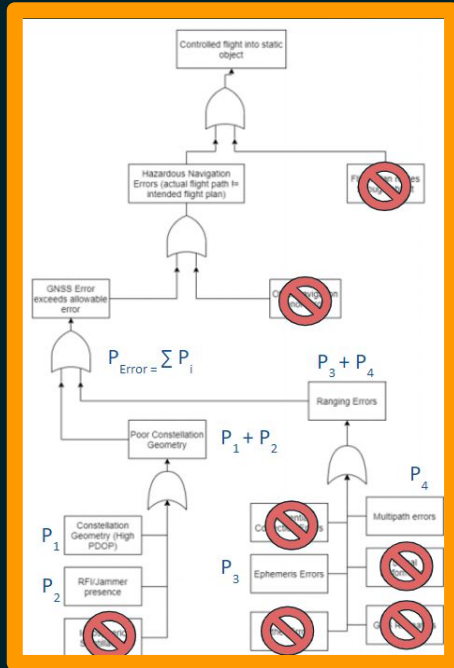 Controlled flight into static
object
Hazardous Navigation
Errors (actual flight path !=
intended flight plan)
GNSS Error
exceeds allowable
error
P Error = ∑ P i
P 3 + P 4
Ranging Errors
Poor Constellation
Geometry
P 1 + P 2
P 4
P 1
Constellation
Geometry (High
PDOP)
Multipath errors
P 2
RFI/Jammer
presence
P 3
Ephemeris Errors